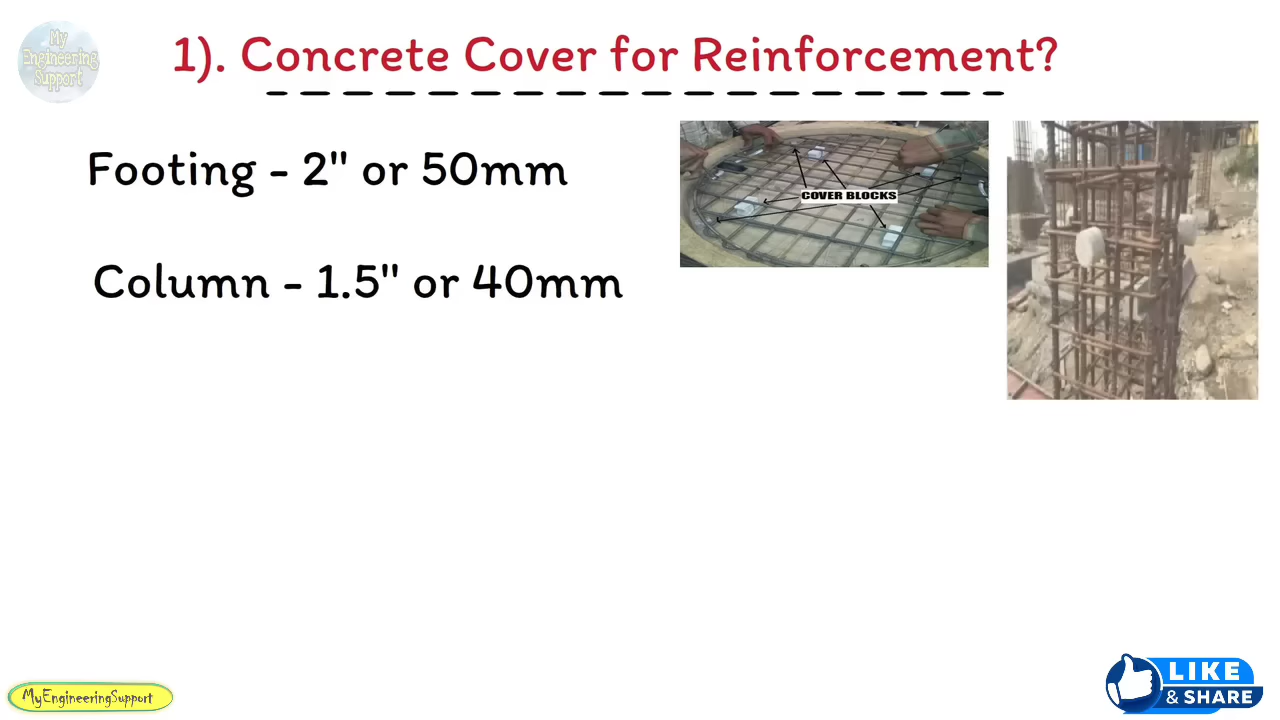 My
Engineering
Support
1). Concrete Cover for Reinforcement?
Footing - 2" or 50mm
COVER BLOCKS
Column - 1.5" or 40mm
MyEngineeringSupport
LIKE
& SHARE